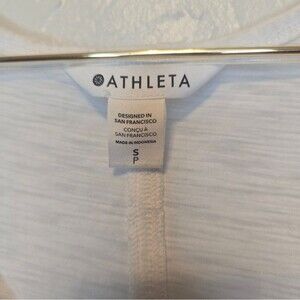 ATHLETA
DESIGNED IN
SAN FRANCISCO
CONÇU À
SAN FRANCISCO
MADE IN INDONESIA
S
P